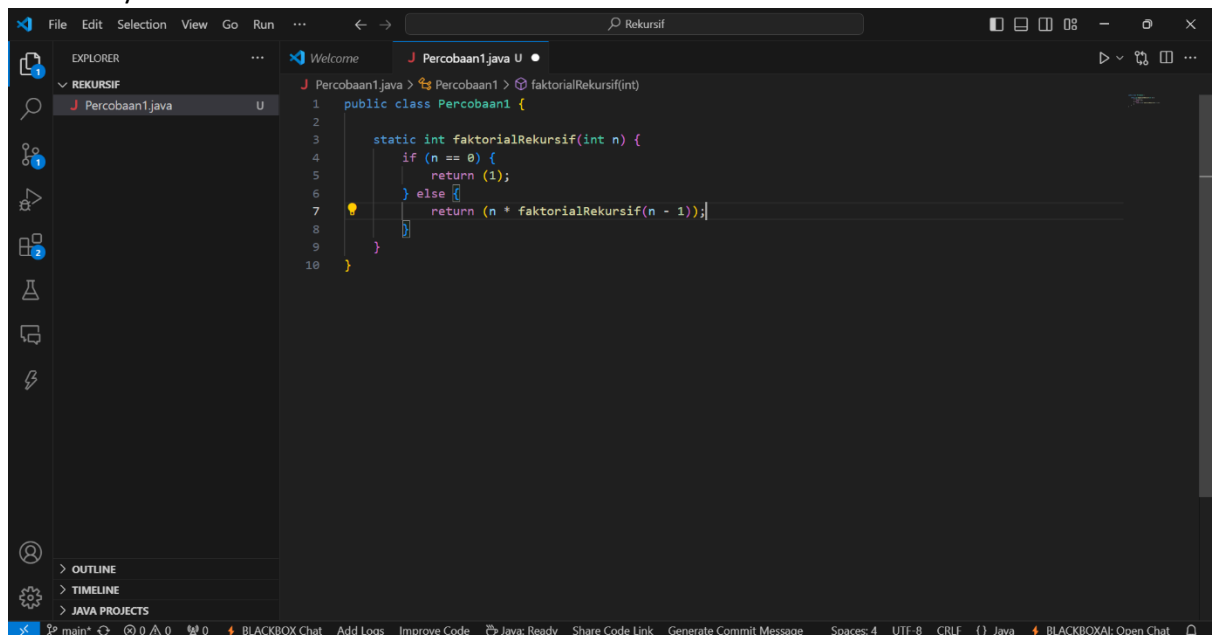 File Edit Selection View Go Run ... Rekursif
EXPLORER ...
Welcome
J Percobaan1.java U
REKURSIF
J Percobaan1.java > Percobaan1 > faktorialRekursif(int)
J Percobaan1.java U
1 public class Percobaan1 {
2
3 static int faktorialRekursif(int n) {
4 if (n == 0) {
5 return (1);
6 } else {
7 return (n * faktorialRekursif(n - 1));
8 }
9 }
10 }
1
1
2
OUTLINE
TIMELINE
JAVA PROJECTS
main* 0 0 0 BLACKBOX Chat Add Logs Improve Code Java: Ready Share Code Link Generate Commit Message Spaces: 4 UTF-8 CRLF {} Java BLACKBOXAI: Open Chat